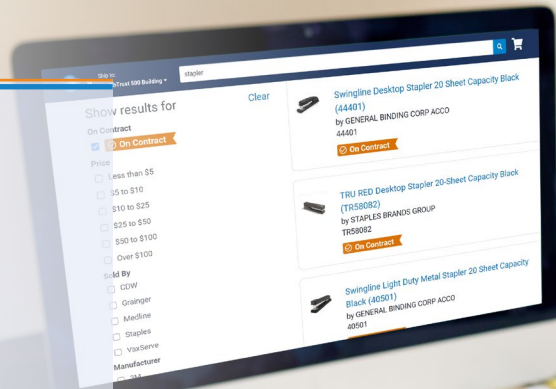 Ship to:
Trust 500 Building
stapler
Show results for
Clear
On Contract
On Contract
Price
Less than $5
$5 to $10
$10 to $25
$25 to $50
$50 to $100
Over $100
Sold By
CDW
Grainger
Medline
Staples
VoxServe
Manufacturer
3M
Swingline Desktop Stapler 20 Sheet Capacity Black
(44401)
by GENERAL BINDING CORP ACCO
44401
On Contract
TRU RED Desktop Stapler 20-Sheet Capacity Black
(TR58082)
by STAPLES BRANDS GROUP
TR58082
On Contract
Swingline Light Duty Metal Stapler 20 Sheet Capacity
Black (40501)
by GENERAL BINDING CORP ACCO
40501